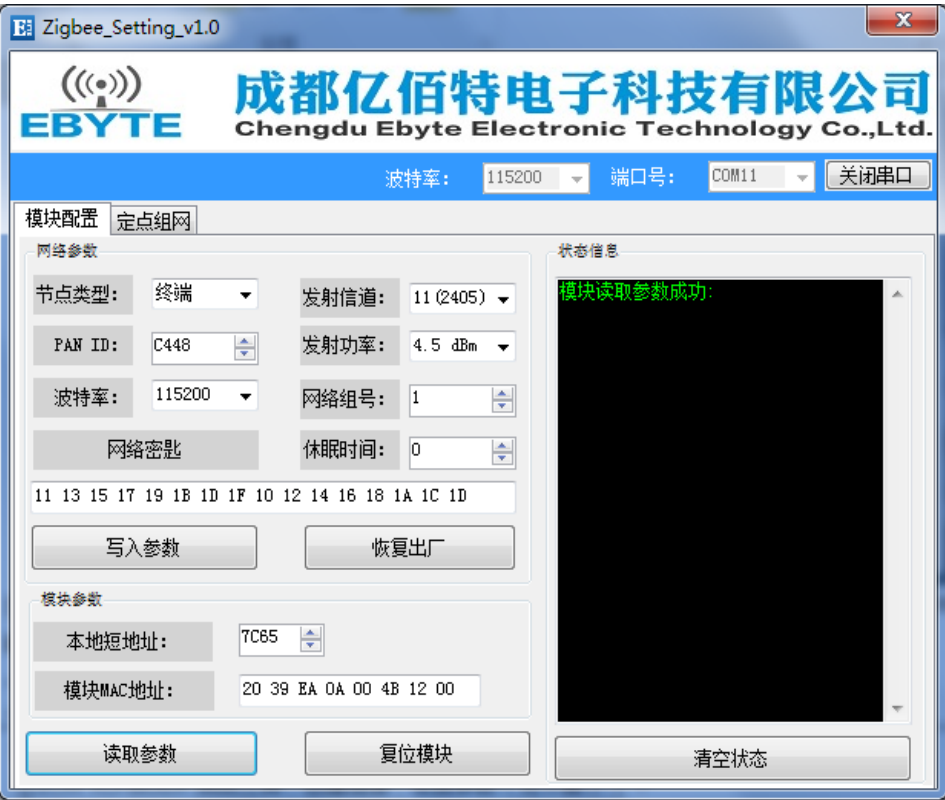 Zigbee_Setting_v1.0
EBYTE
成都亿佰特电子科技有限公司
Chengdu Ebyte Electronic Technology Co.,Ltd.
波特率: 115200 端口号: COM11 关闭串口
模块配置 定点组网
网络参数
节点类型: 终端 发射信道: 11(2405)
PAN ID: C448 发射功率: 4.5 dBm
波特率: 115200 网络组号: 1
网络密匙 休眠时间: 0
11 13 15 17 19 1B 1D 1F 10 12 14 16 18 1A 1C 1D
写入参数 恢复出厂
模块参数
本地短地址: 7C65
模块MAC地址: 20 39 EA 0A 00 4B 12 00
读取参数 复位模块
状态信息
模块读取参数成功:
清空状态